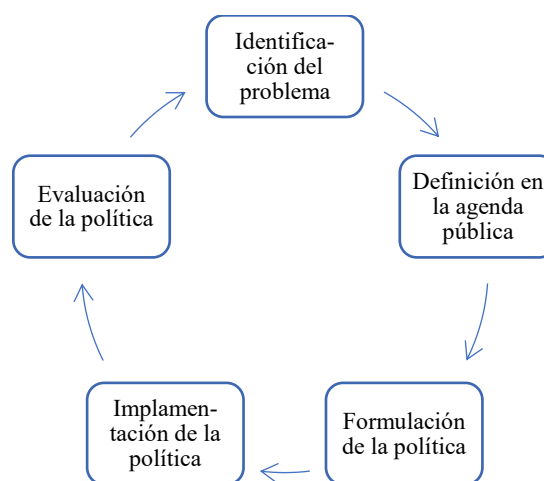 Identifica-
ción del
problema
Definición en
la agenda
pública
Formulación
de la política
Implamen-
tación de la
política
Evaluación
de la política